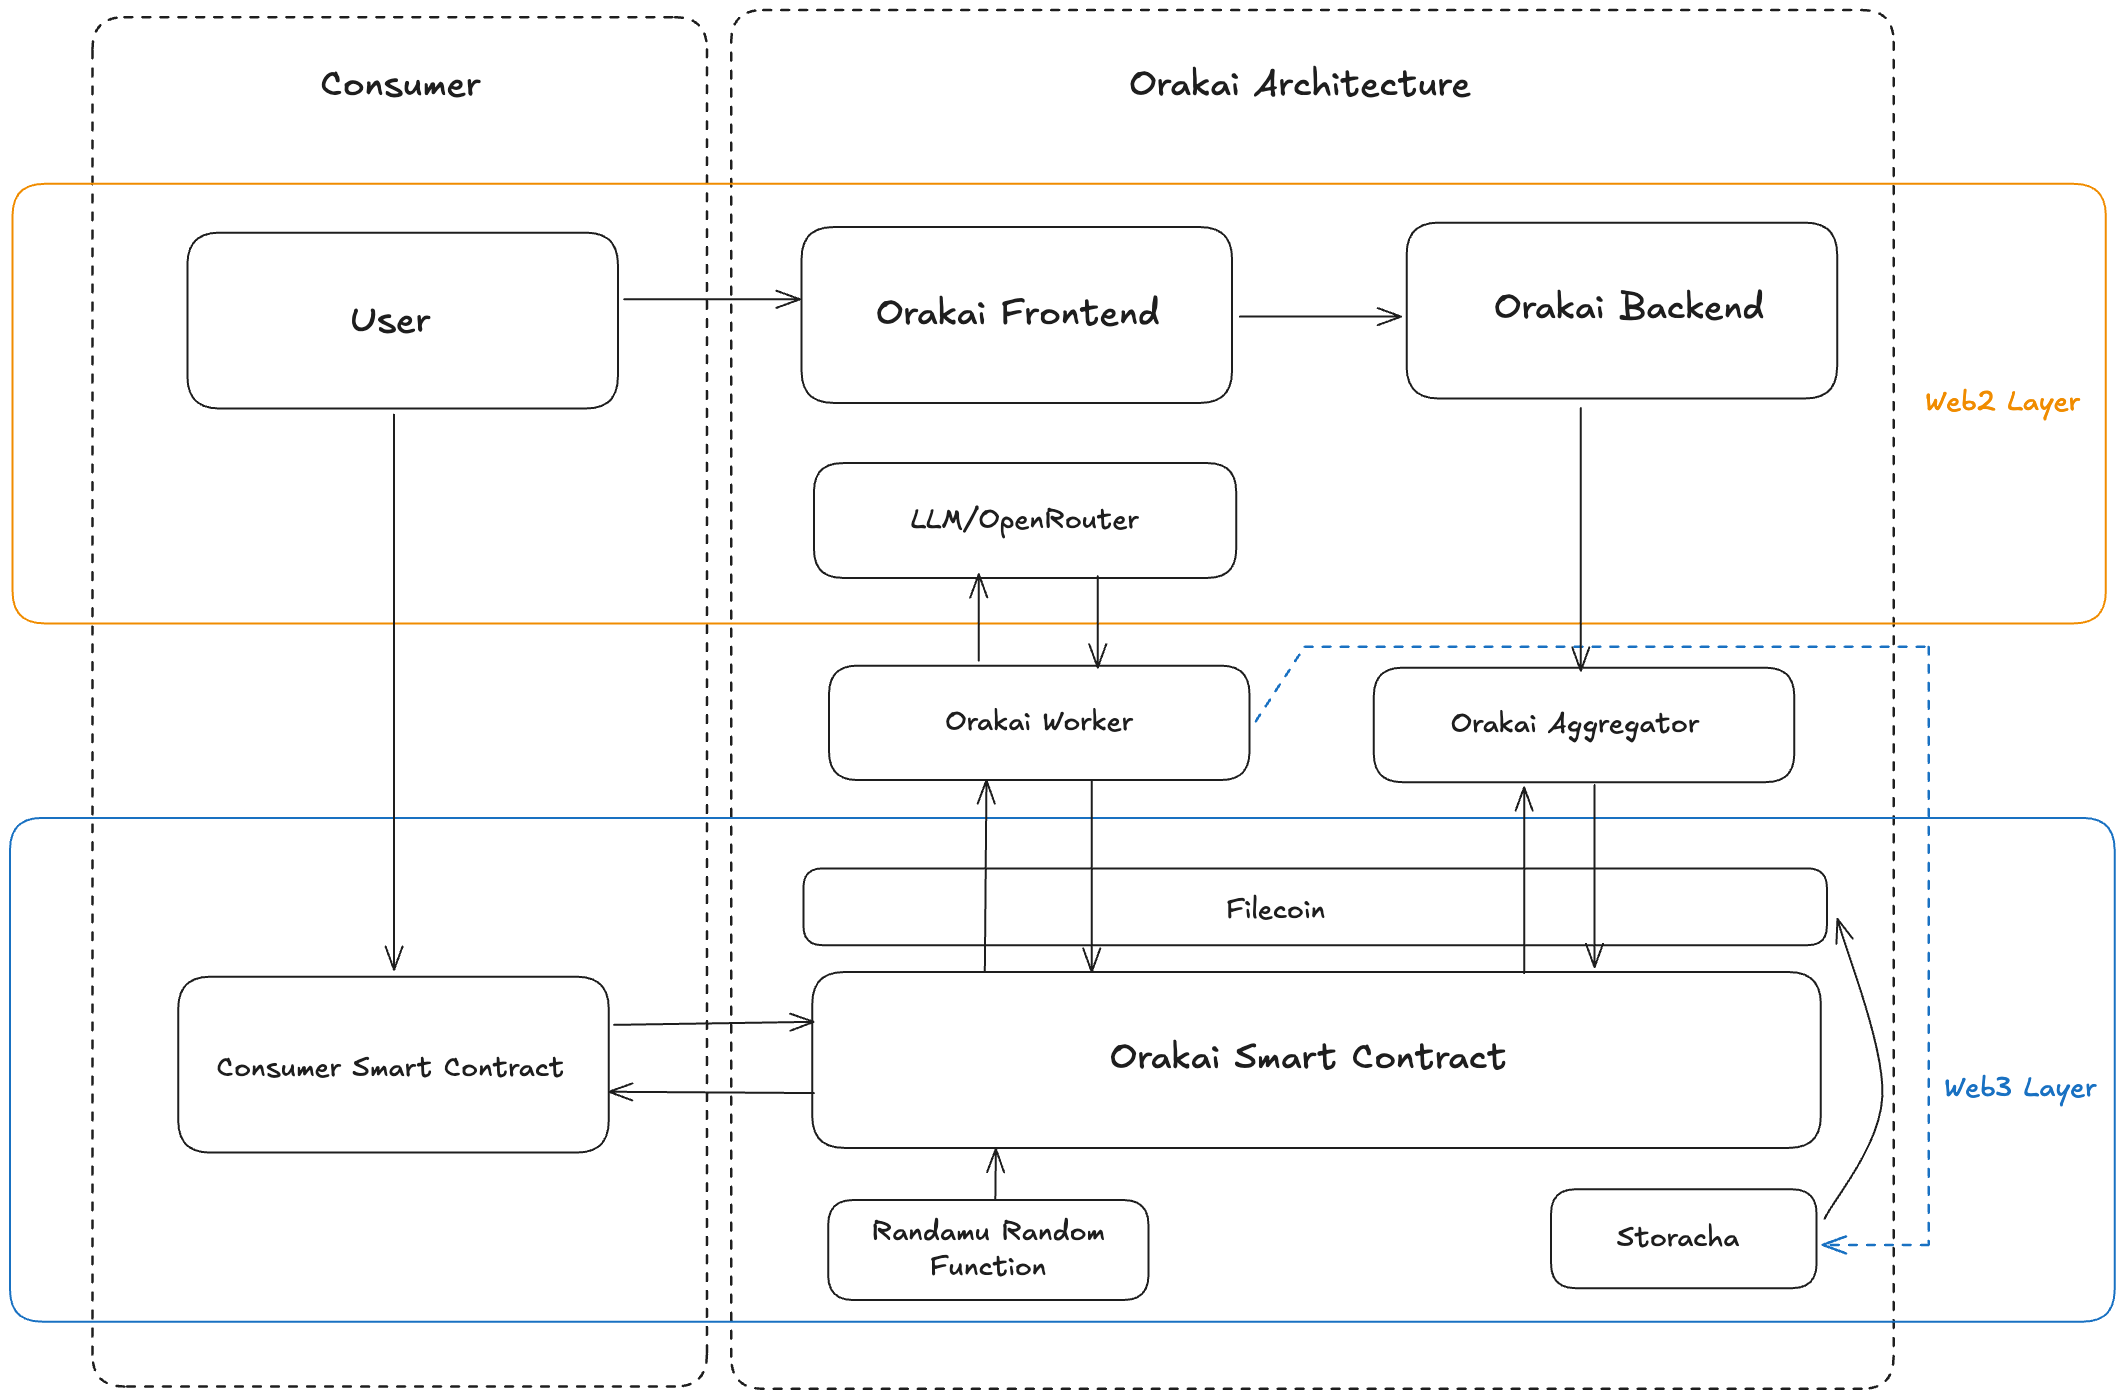 Consumer
Orakai Architecture
User
Orakai Frontend
Orakai Backend
Web2 Layer
LLM/OpenRouter
Orakai Worker
Orakai Aggregator
Filecoin
Consumer Smart Contract
Orakai Smart Contract
Web3 Layer
Randamu Random
Function
Storacha